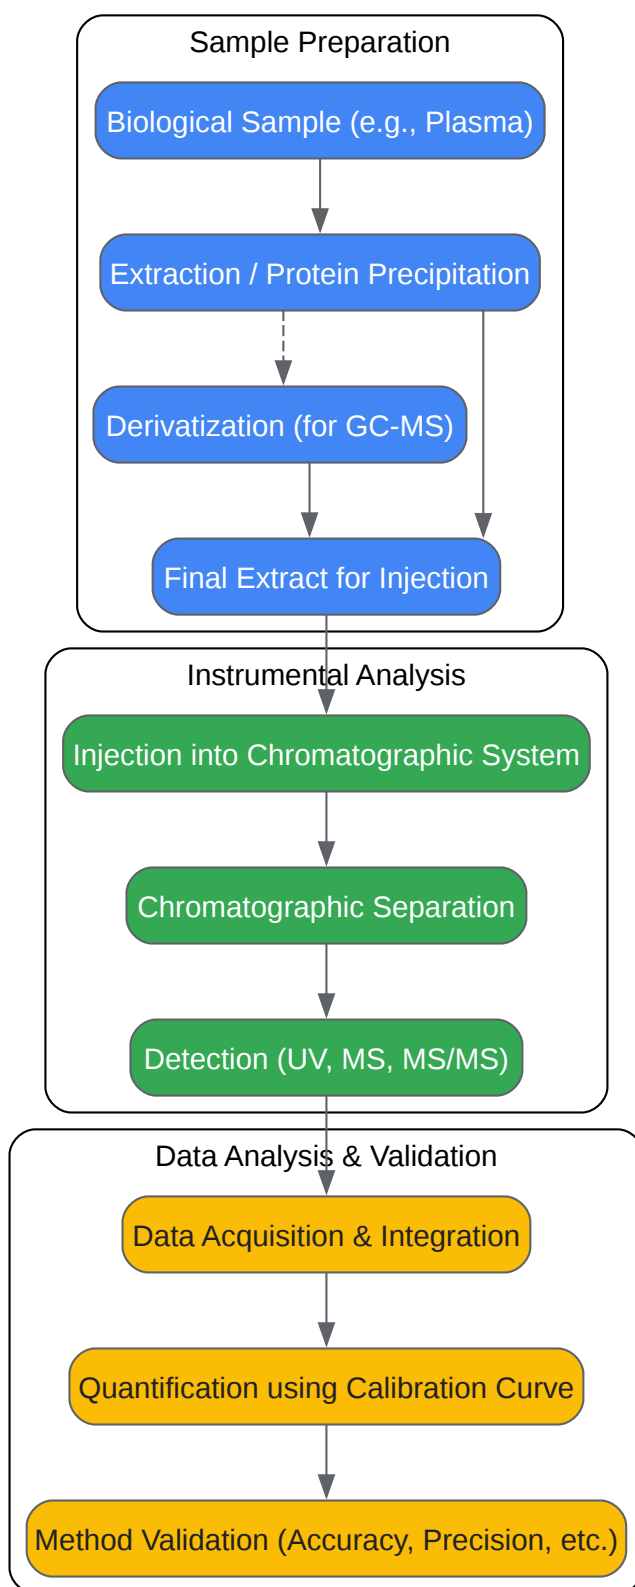 Sample Preparation
Biological Sample (e.g., Plasma)
Extraction / Protein Precipitation
Derivatization (for GC-MS)
Final Extract for Injection
Instrumental Analysis
Injection into Chromatographic System
Chromatographic Separation
Detection (UV, MS, MS/MS)
Data Analysis & Validation
Data Acquisition & Integration
Quantification using Calibration Curve
Method Validation (Accuracy, Precision, etc.)